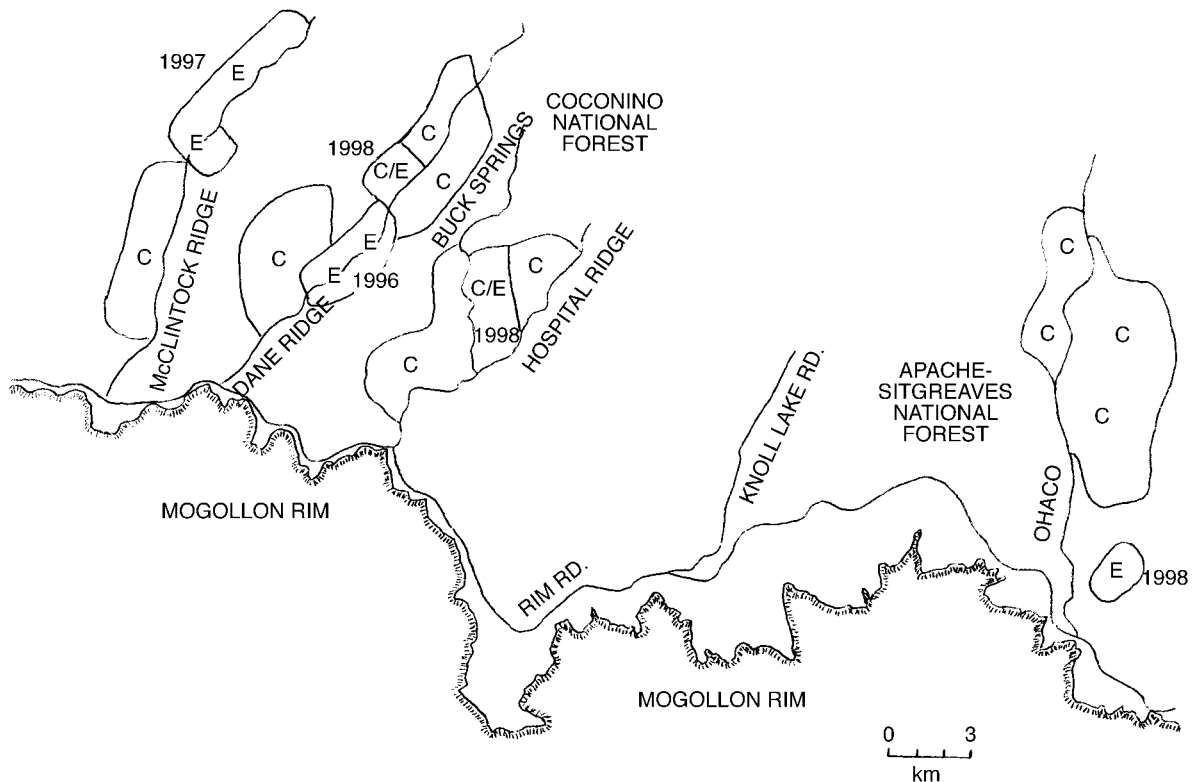 1997
E
E
C
McCLINTOCK RIDGE
1998
C
C/E
C
COCONINO
NATIONAL
FOREST
BUCK SPRINGS
C
E
E
1996
DANE RIDGE
C/E
C
1998
HOSPITAL RIDGE
C
MOGOLLON RIM
RIM RD.
KNOLL LAKE RD.
APACHE-
SITGREAVES
NATIONAL
FOREST
C
C
C
C
OHACO
E
1998
MOGOLLON RIM
0 3
km